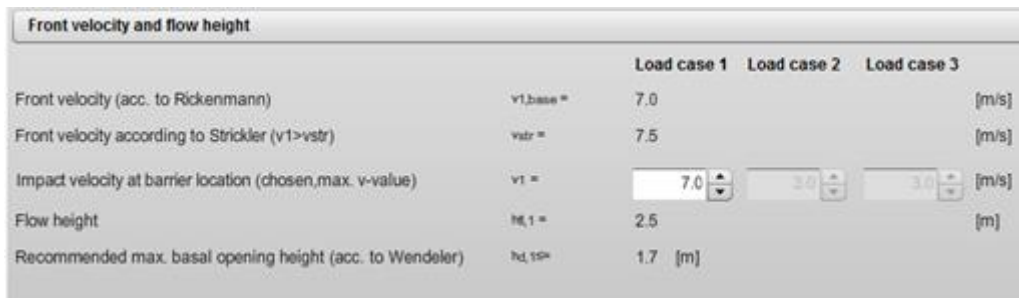 Front velocity and flow height
Load case 1 Load case 2 Load case 3
Front velocity (acc. to Rickenmann) v1,base = 7.0 [m/s]
Front velocity according to Strickler (v1>vstr) vstr = 7.5 [m/s]
Impact velocity at barrier location (chosen,max. v-value) v1 = 7.0 3.0 3.0 [m/s]
Flow height hfl,1 = 2.5 [m]
Recommended max. basal opening height (acc. to Wendeler) 1.7 [m]